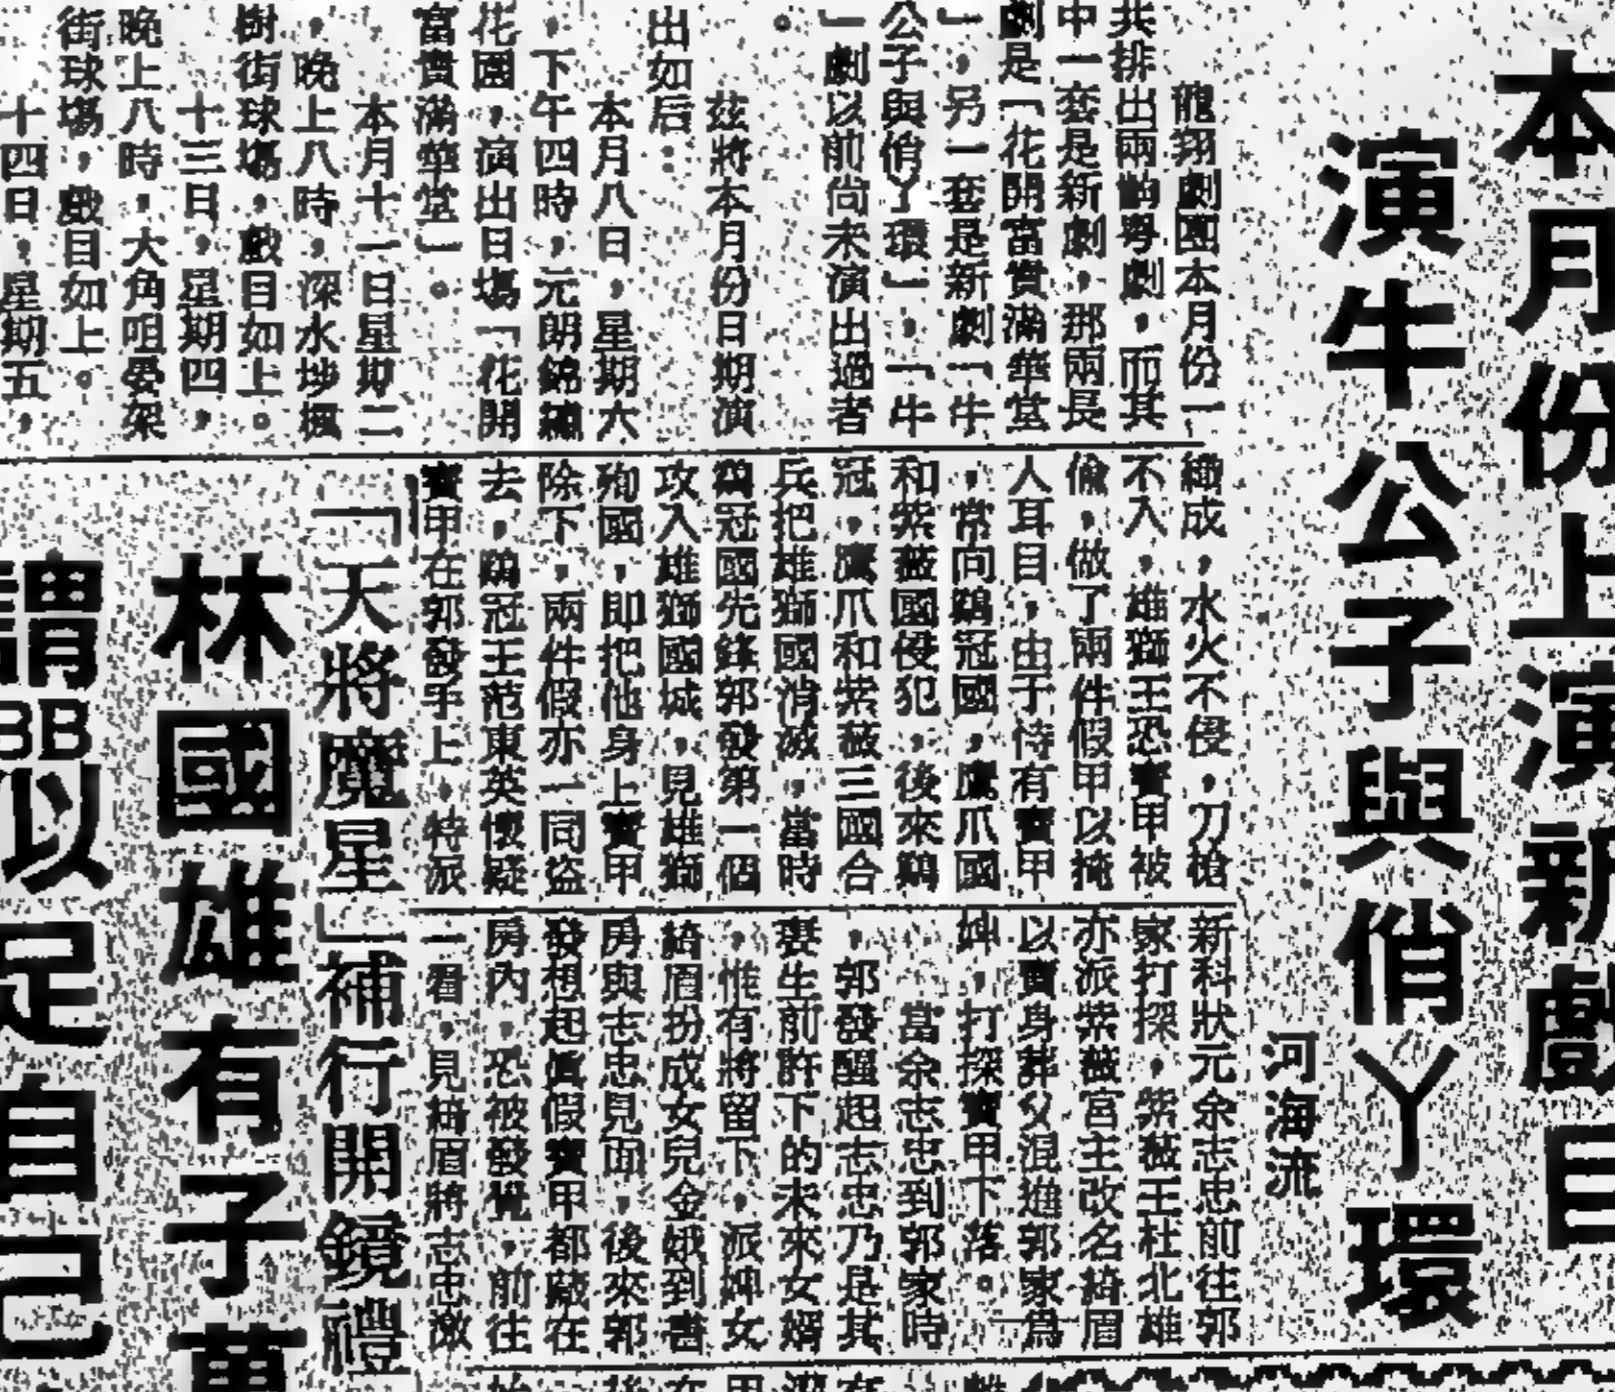 本月份上演新戲目
演牛公子與俏丫環
河海流
龍翔劇團本月份一
共排出兩齣粤劇，而其
中一套是新劇，那兩長
劇是「花開富貴滿華堂
」，另一套是新劇「牛
公子與俏丫環」，「牛
」劇以前尚未演出過者
。
茲將本月份日期演
出如后：
本月八日，星期六
，下午四時，元朗錦繡
花園，演出日場「花開
富貴滿華堂」。
本月十一日星期二
，晚上八時，深水埗楓
樹街球場，戲目如上。
十三日，星期四，
晚上八時，大角咀晏架
街球場，戲目如上。
十四日，星期五，
織成，水火不侵，刀槍
不入，雄獅王恐寶甲被
偷，做了兩件假甲以掩
人耳目，由于恃有寶甲
，常向鷄冠國，鷹爪國
和紫薇國侵犯，後來鷄
冠，鷹爪和紫薇三國合
兵把雄獅國消滅，當時
鷄冠國先鋒郭發第一個
攻入雄獅國城，見雄獅
殉國，即把他身上寶甲
除下，兩件假亦一同盜
去，鷄冠王范東英懷疑
寶甲在郭發手上，特派
新科狀元余志忠前往郭
家打探，紫薇王杜北雄
亦派紫薇宮主改名綺眉
以賣身葬父混進郭家爲
婢，打探寶甲下落。
當余志忠到郭家時
，郭發醒起志忠乃是其
妻生前許下的未來女婿
，惟有將留下，派婢女
綺眉扮成女兒金娥到書
房與志忠見面，後來郭
發想起眞假寶甲都藏在
房內，恐被發覺，前往
一看，見綺眉將志忠激
「天將魔星」補行開鏡禮
林國雄有子萬
謂BB以足自己